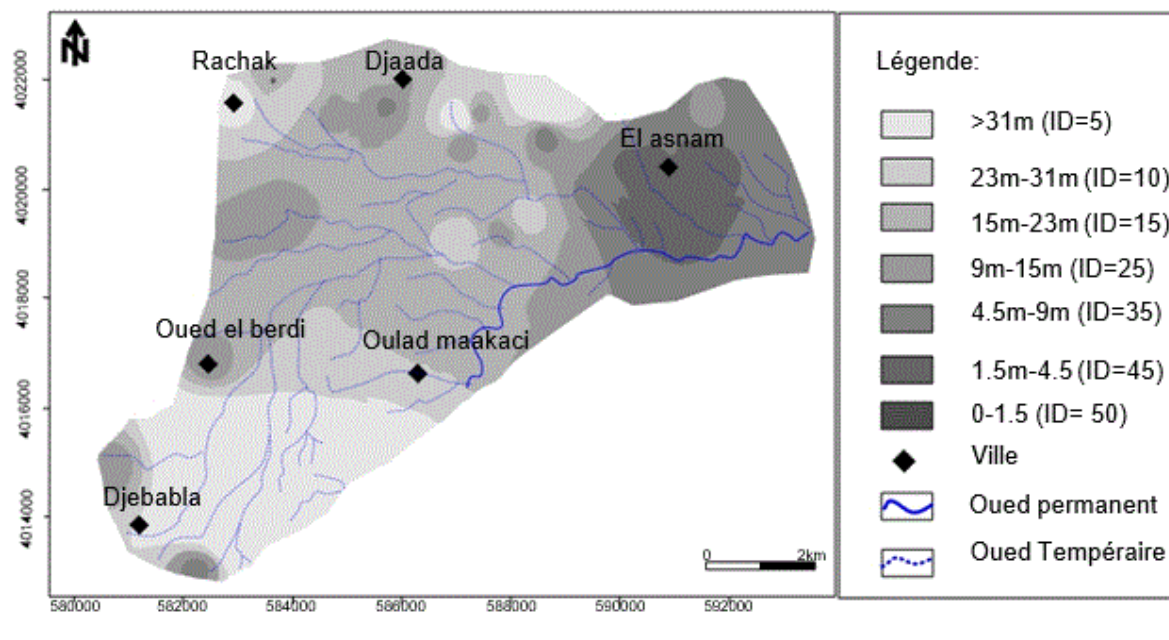 N
Rachak
Djaada
El asnam
Oued el berdi
Oulad maakaci
Djebabla
4022000
4020000
4018000
4016000
4014000
580000
582000
584000
586000
588000
590000
592000
0
2km
Légende:
>31m (ID=5)
23m-31m (ID=10)
15m-23m (ID=15)
9m-15m (ID=25)
4.5m-9m (ID=35)
1.5m-4.5 (ID=45)
0-1.5 (ID= 50)
Ville
Oued permanent
Oued Tempéraire